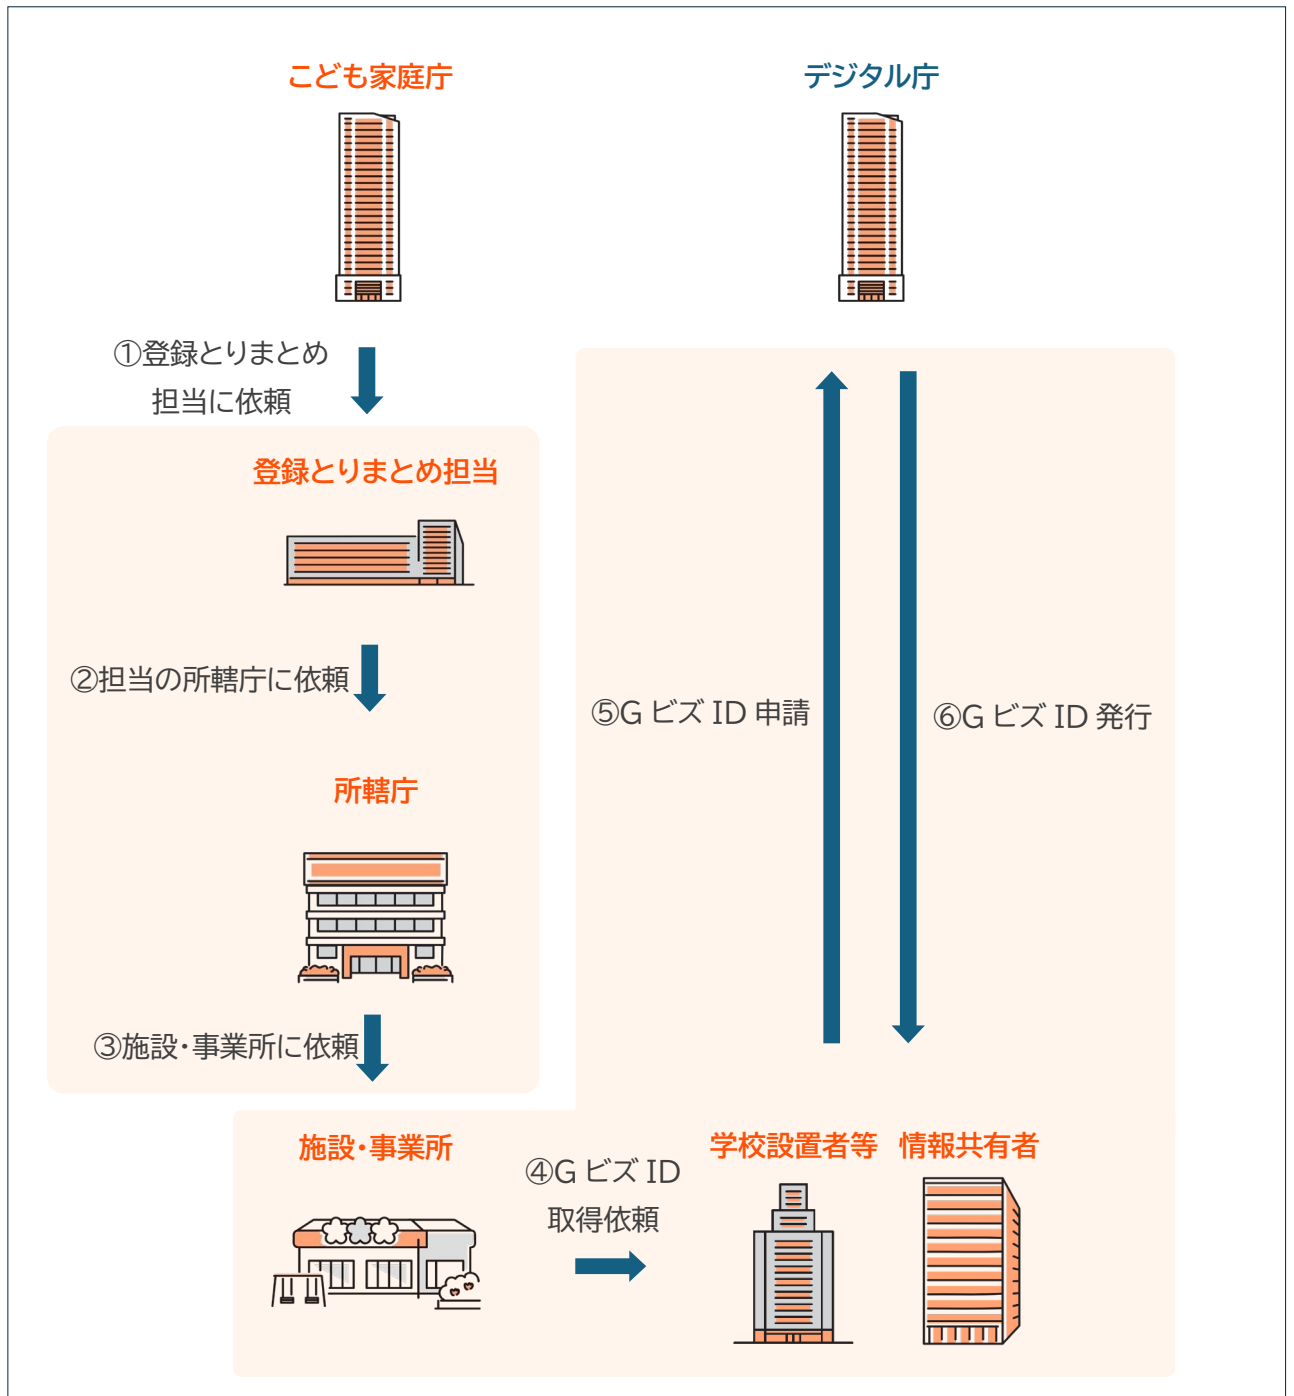 こども家庭庁
デジタル庁
①登録とりまとめ
担当に依頼
登録とりまとめ担当
②担当の所轄庁に依頼
⑤G ビズ ID 申請
⑥G ビズ ID 発行
所轄庁
③施設・事業所に依頼
施設・事業所
④G ビズ ID
取得依頼
学校設置者等
情報共有者